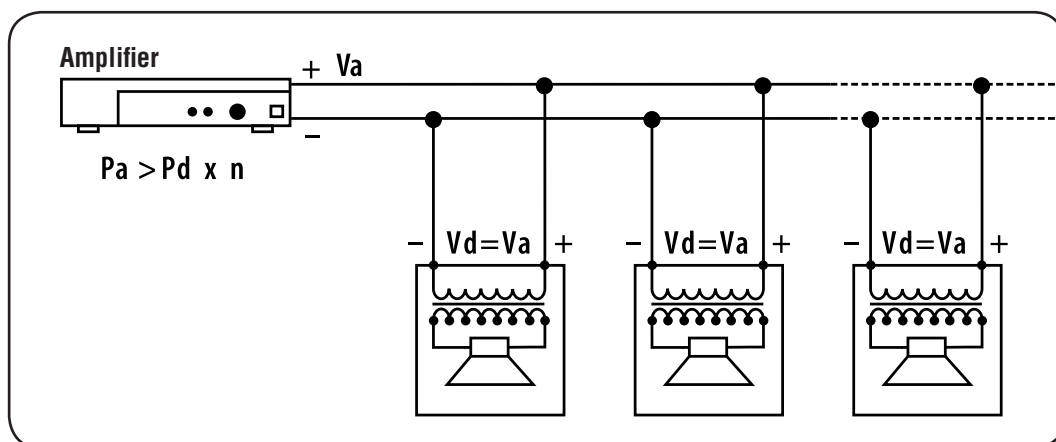 Amplifier
+ Va
–
Pa > Pd x n
– Vd=Va + – Vd=Va + – Vd=Va +